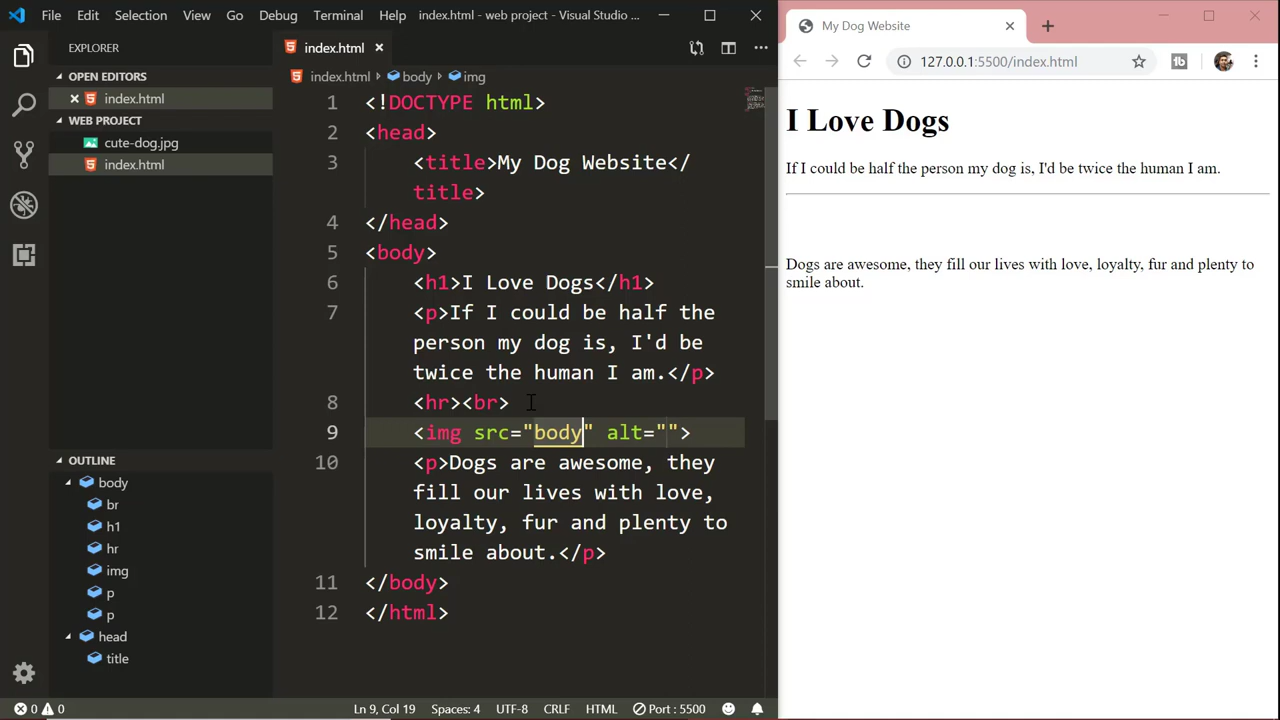 File Edit Selection View Go Debug Terminal Help index.html - web project - Visual Studio ...
EXPLORER
OPEN EDITORS
index.html
WEB PROJECT
cute-dog.jpg
index.html
OUTLINE
body
br
h1
hr
img
p
p
head
title
index.html
index.html body img
1 <!DOCTYPE html>
2 <head>
3 <title>My Dog Website</
title>
4 </head>
5 <body>
6 <h1>I Love Dogs</h1>
7 <p>If I could be half the
person my dog is, I'd be
twice the human I am.</p>
8 <hr><br>
9 <img src="body" alt="">
10 <p>Dogs are awesome, they
fill our lives with love,
loyalty, fur and plenty to
smile about.</p>
11 </body>
12 </html>
0 0 Ln 9, Col 19 Spaces: 4 UTF-8 CRLF HTML Port : 5500
My Dog Website
127.0.0.1:5500/index.html
I Love Dogs
If I could be half the person my dog is, I'd be twice the human I am.
Dogs are awesome, they fill our lives with love, loyalty, fur and plenty to
smile about.